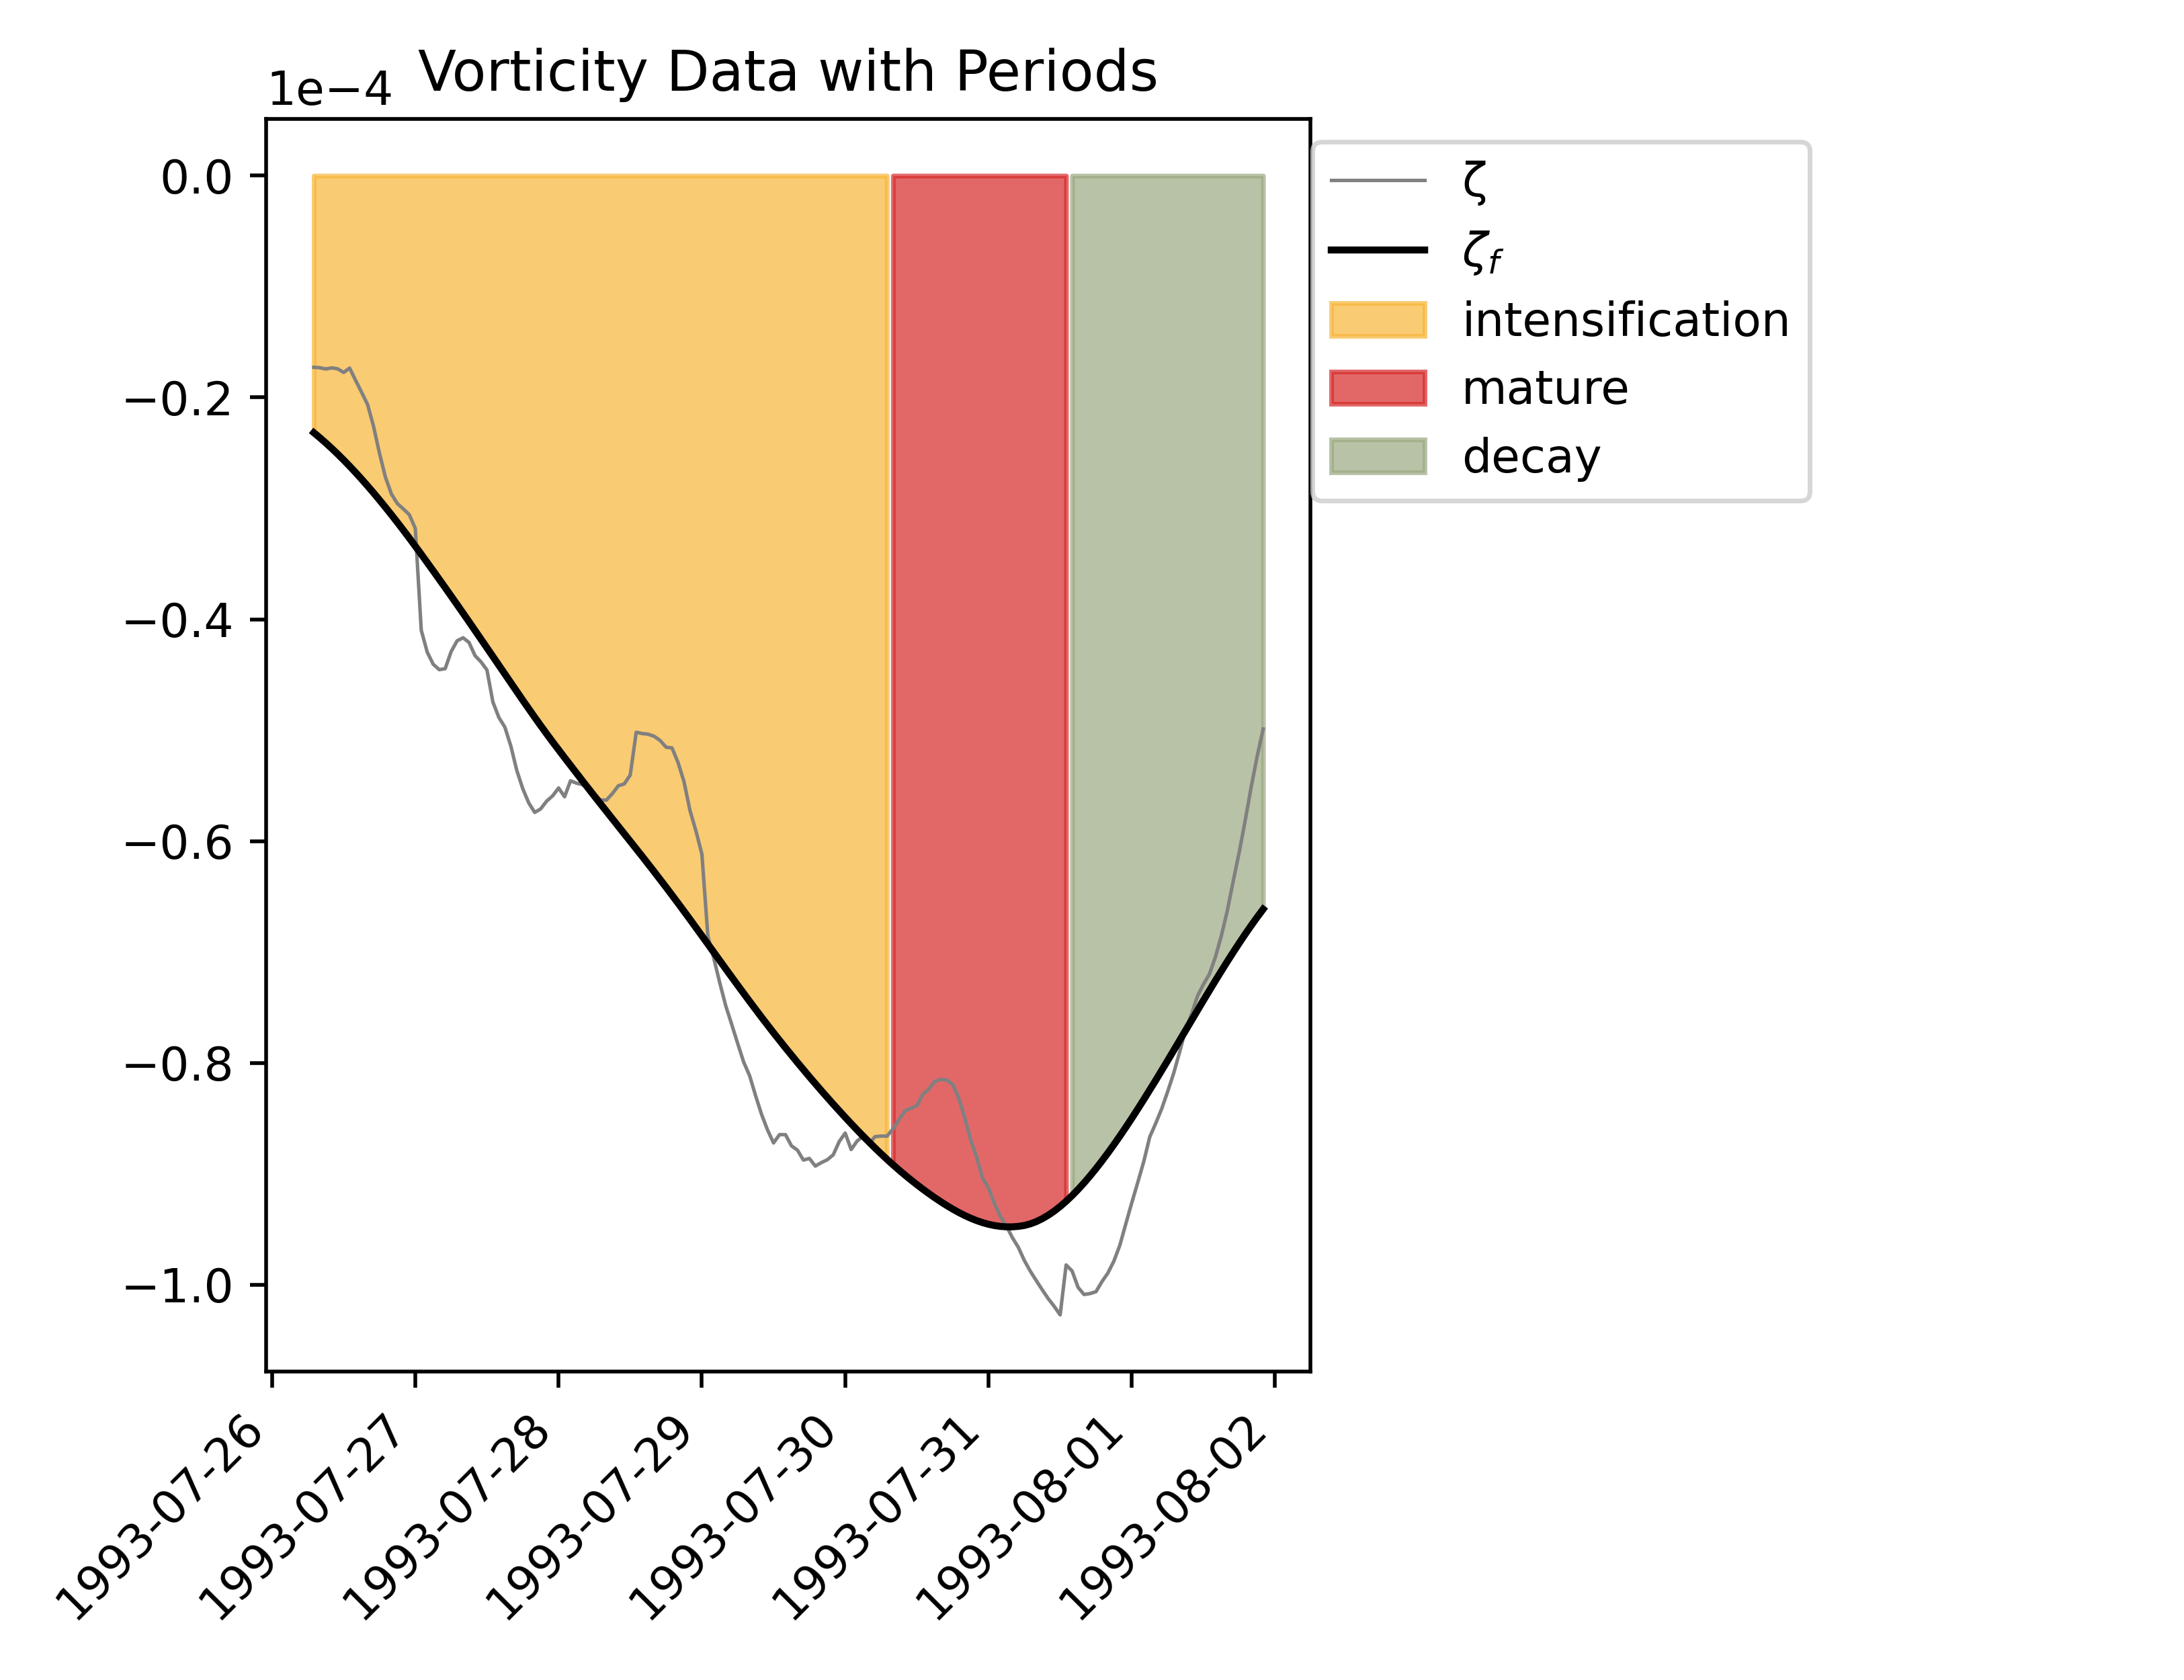 Vorticity Data with Periods
1e−4
0.0
−0.2
−0.4
−0.6
−0.8
−1.0
1993-07-26
1993-07-27
1993-07-28
1993-07-29
1993-07-30
1993-07-31
1993-08-01
1993-08-02
ζ
ζf
intensification
mature
decay